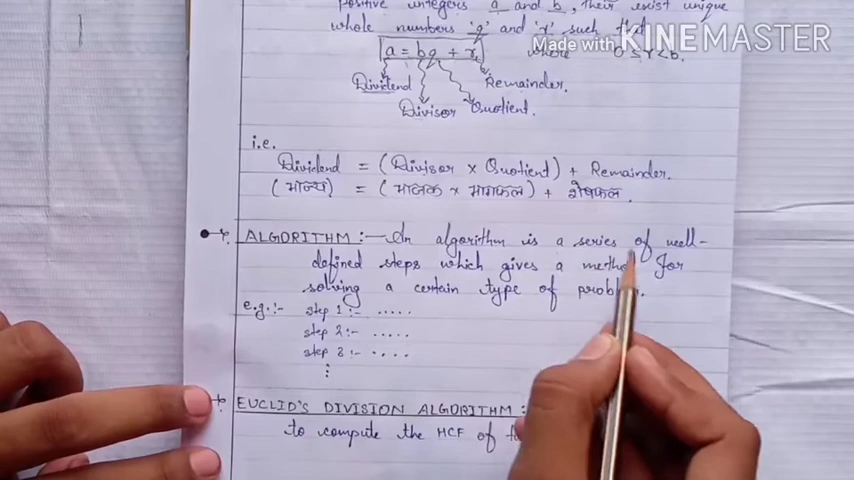 positive integers a and b, their exist unique
whole numbers 'q' and 'r' such that
Made with KINEMASTER
a = bq + r, where 0 ≤ r < b.
Dividend Remainder.
Divisor Quotient.
i.e.
Dividend = (Divisor × Quotient) + Remainder.
(भाज्य) = (भाजक × भागफल) + शेषफल.
ALGORITHM :— An algorithm is a series of well-
defined steps which gives a method for
solving a certain type of problem.
e.g.:- step 1:- .....
step 2:- .....
step 3:- ....
⋮
EUCLID'S DIVISION ALGORITHM :
to compute the HCF of